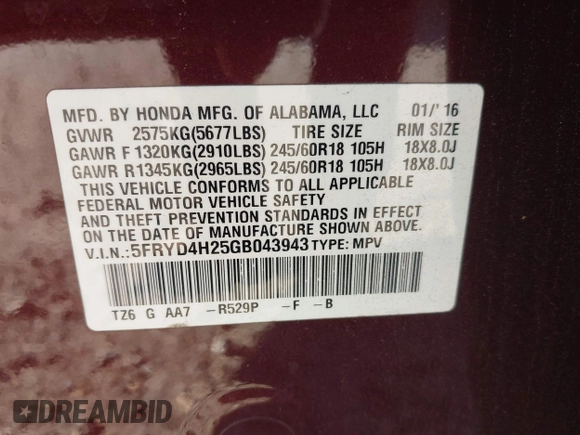 MFD. BY HONDA MFG. OF ALABAMA, LLC 01/'16
GVWR 2575KG(5677LBS) TIRE SIZE RIM SIZE
GAWR F 1320KG(2910LBS) 245/60R18 105H 18X8.0J
GAWR R 1345KG(2965LBS) 245/60R18 105H 18X8.0J
THIS VEHICLE CONFORMS TO ALL APPLICABLE
FEDERAL MOTOR VEHICLE SAFETY
AND THEFT PREVENTION STANDARDS IN EFFECT
ON THE DATE OF MANUFACTURE SHOWN ABOVE.
V.I.N.:5FRYD4H25GB043943 TYPE: MPV
TZ6 G AA7 -R529P -F -B
DREAMBID